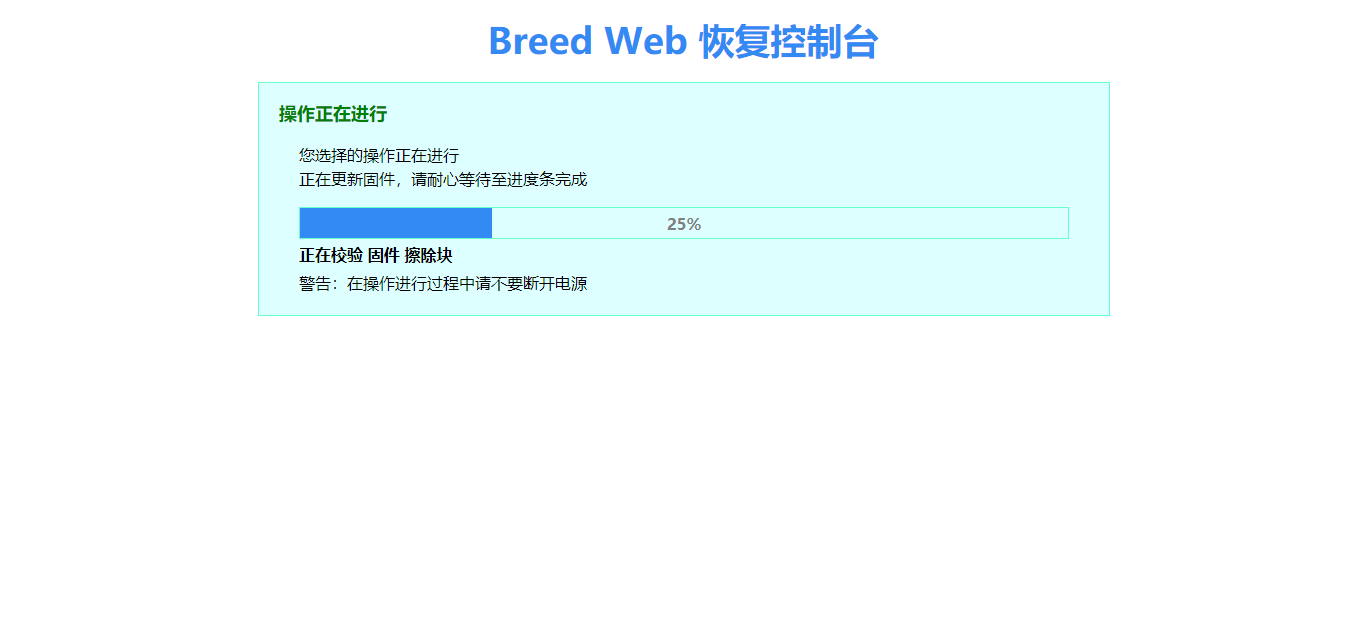 Breed Web 恢复控制台
操作正在进行
您选择的操作正在进行
正在更新固件，请耐心等待至进度条完成
25%
正在校验 固件 擦除块
警告：在操作进行过程中请不要断开电源